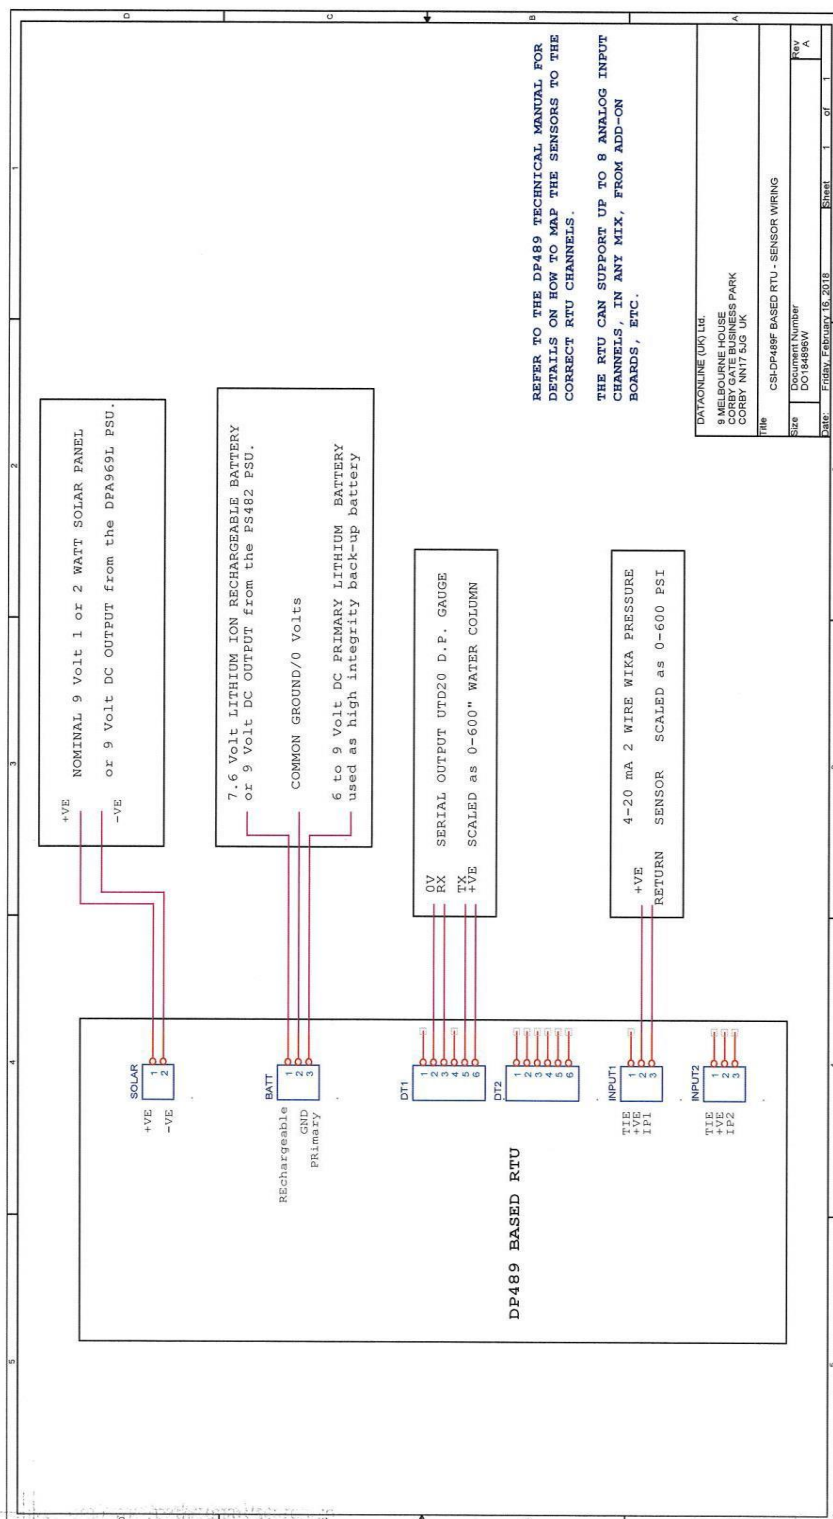 5
4
3
2
1
D
C
B
A
SOLAR
+VE
-VE
1
2
+VE
NOMINAL 9 Volt 1 or 2 WATT SOLAR PANEL
-VE
or 9 Volt DC OUTPUT from the DPA969L PSU.
BATT
REchargeable
GND
PRimary
1
2
3
7.6 Volt LITHIUM ION RECHARGEABLE BATTERY
or 9 Volt DC OUTPUT from the PS482 PSU.
COMMON GROUND/0 Volts
6 to 9 Volt DC PRIMARY LITHIUM BATTERY
used as high integrity back-up battery
DT1
1
2
3
4
5
6
0V
RX SERIAL OUTPUT UTD20 D.P. GAUGE
TX
+VE SCALED as 0-600" WATER COLUMN
DT2
1
2
3
4
5
6
DP489 BASED RTU
INPUT1
TIE
+VE
IP1
1
2
3
4-20 mA 2 WIRE WIKA PRESSURE
+VE
RETURN SENSOR SCALED as 0-600 PSI
INPUT2
TIE
+VE
IP2
1
2
3
REFER TO THE DP489 TECHNICAL MANUAL FOR
DETAILS ON HOW TO MAP THE SENSORS TO THE
CORRECT RTU CHANNELS.
THE RTU CAN SUPPORT UP TO 8 ANALOG INPUT
CHANNELS, IN ANY MIX, FROM ADD-ON
BOARDS, ETC.
DATAONLINE (UK) Ltd.
9 MELBOURNE HOUSE
CORBY GATE BUSINESS PARK
CORBY NN17 5JG UK
Title
CSI-DP489F BASED RTU - SENSOR WIRING
Size
Document Number
DO184896W
Rev
A
Date: Friday, February 16, 2018
Sheet 1 of 1